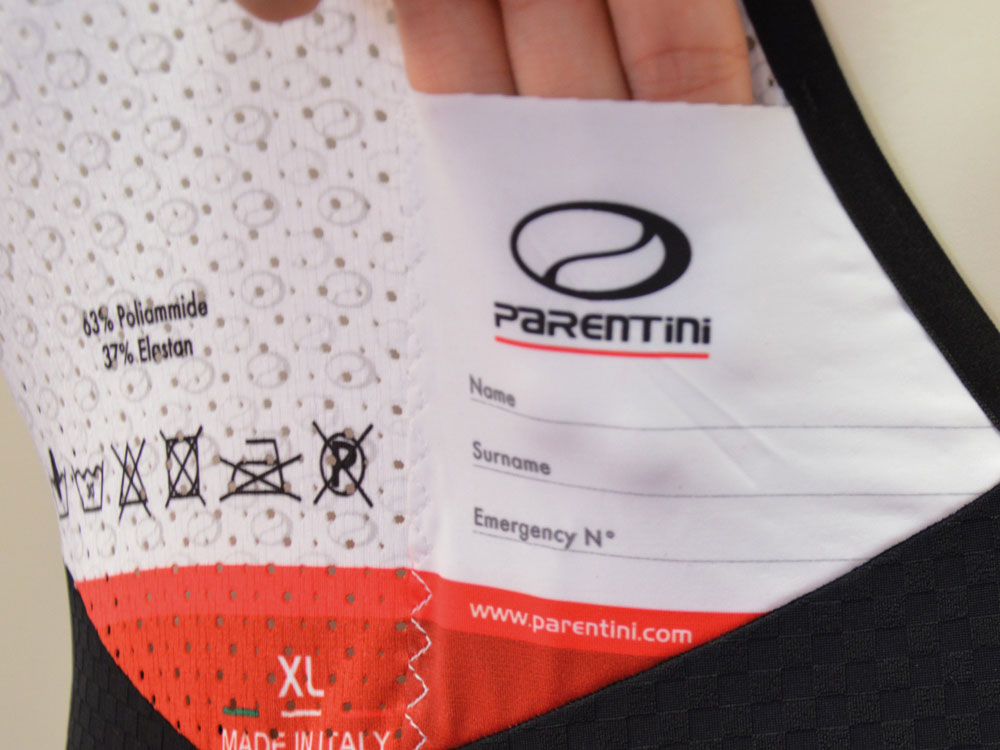 63% Poliammide
37% Elastan
XL
MADE IN ITALY
PARENTiNi
Name
Surname
Emergency N°
www.parentini.com